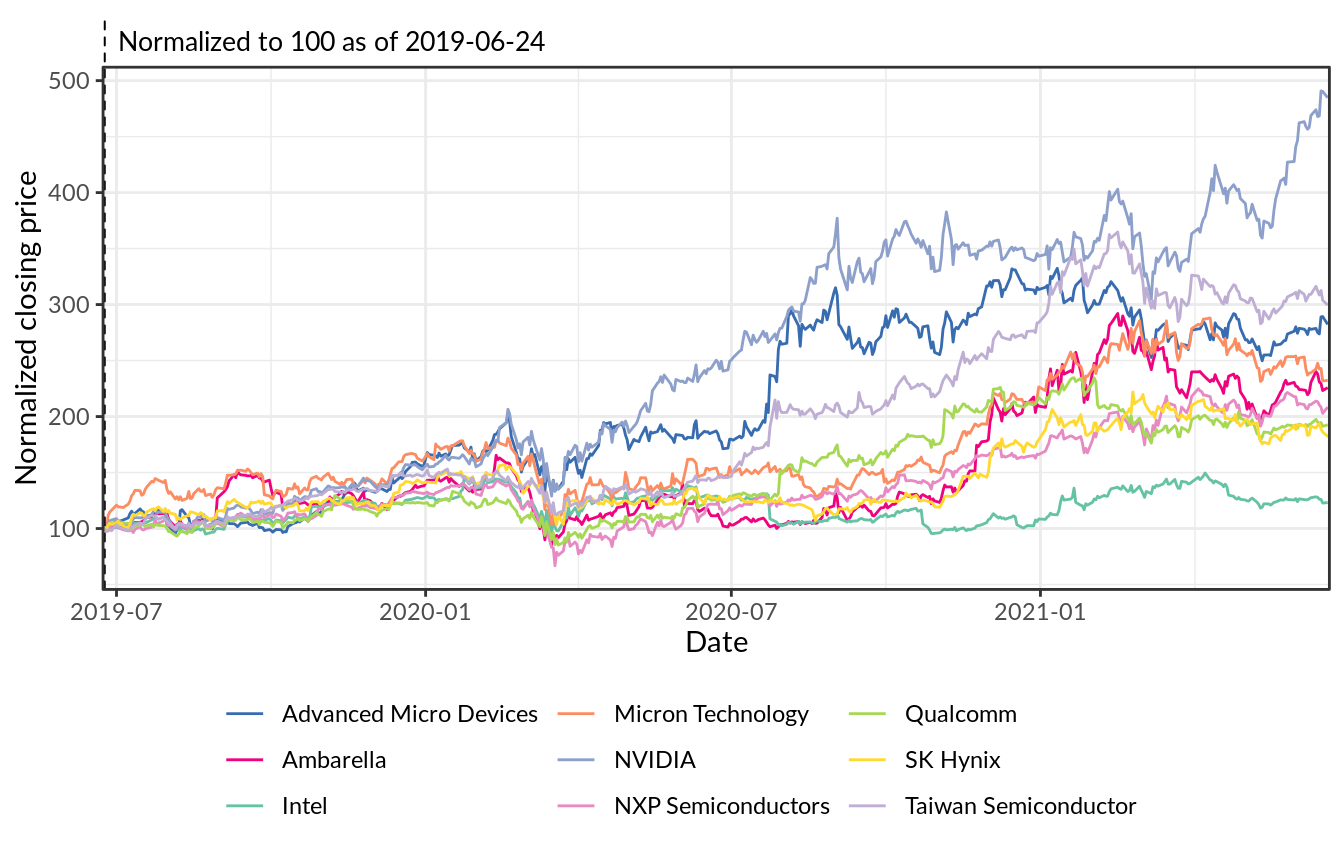 Normalized to 100 as of 2019-06-24
Normalized closing price
500
400
300
200
100
2019-07 2020-01 2020-07 2021-01
Date
Advanced Micro Devices Micron Technology Qualcomm
Ambarella NVIDIA SK Hynix
Intel NXP Semiconductors Taiwan Semiconductor